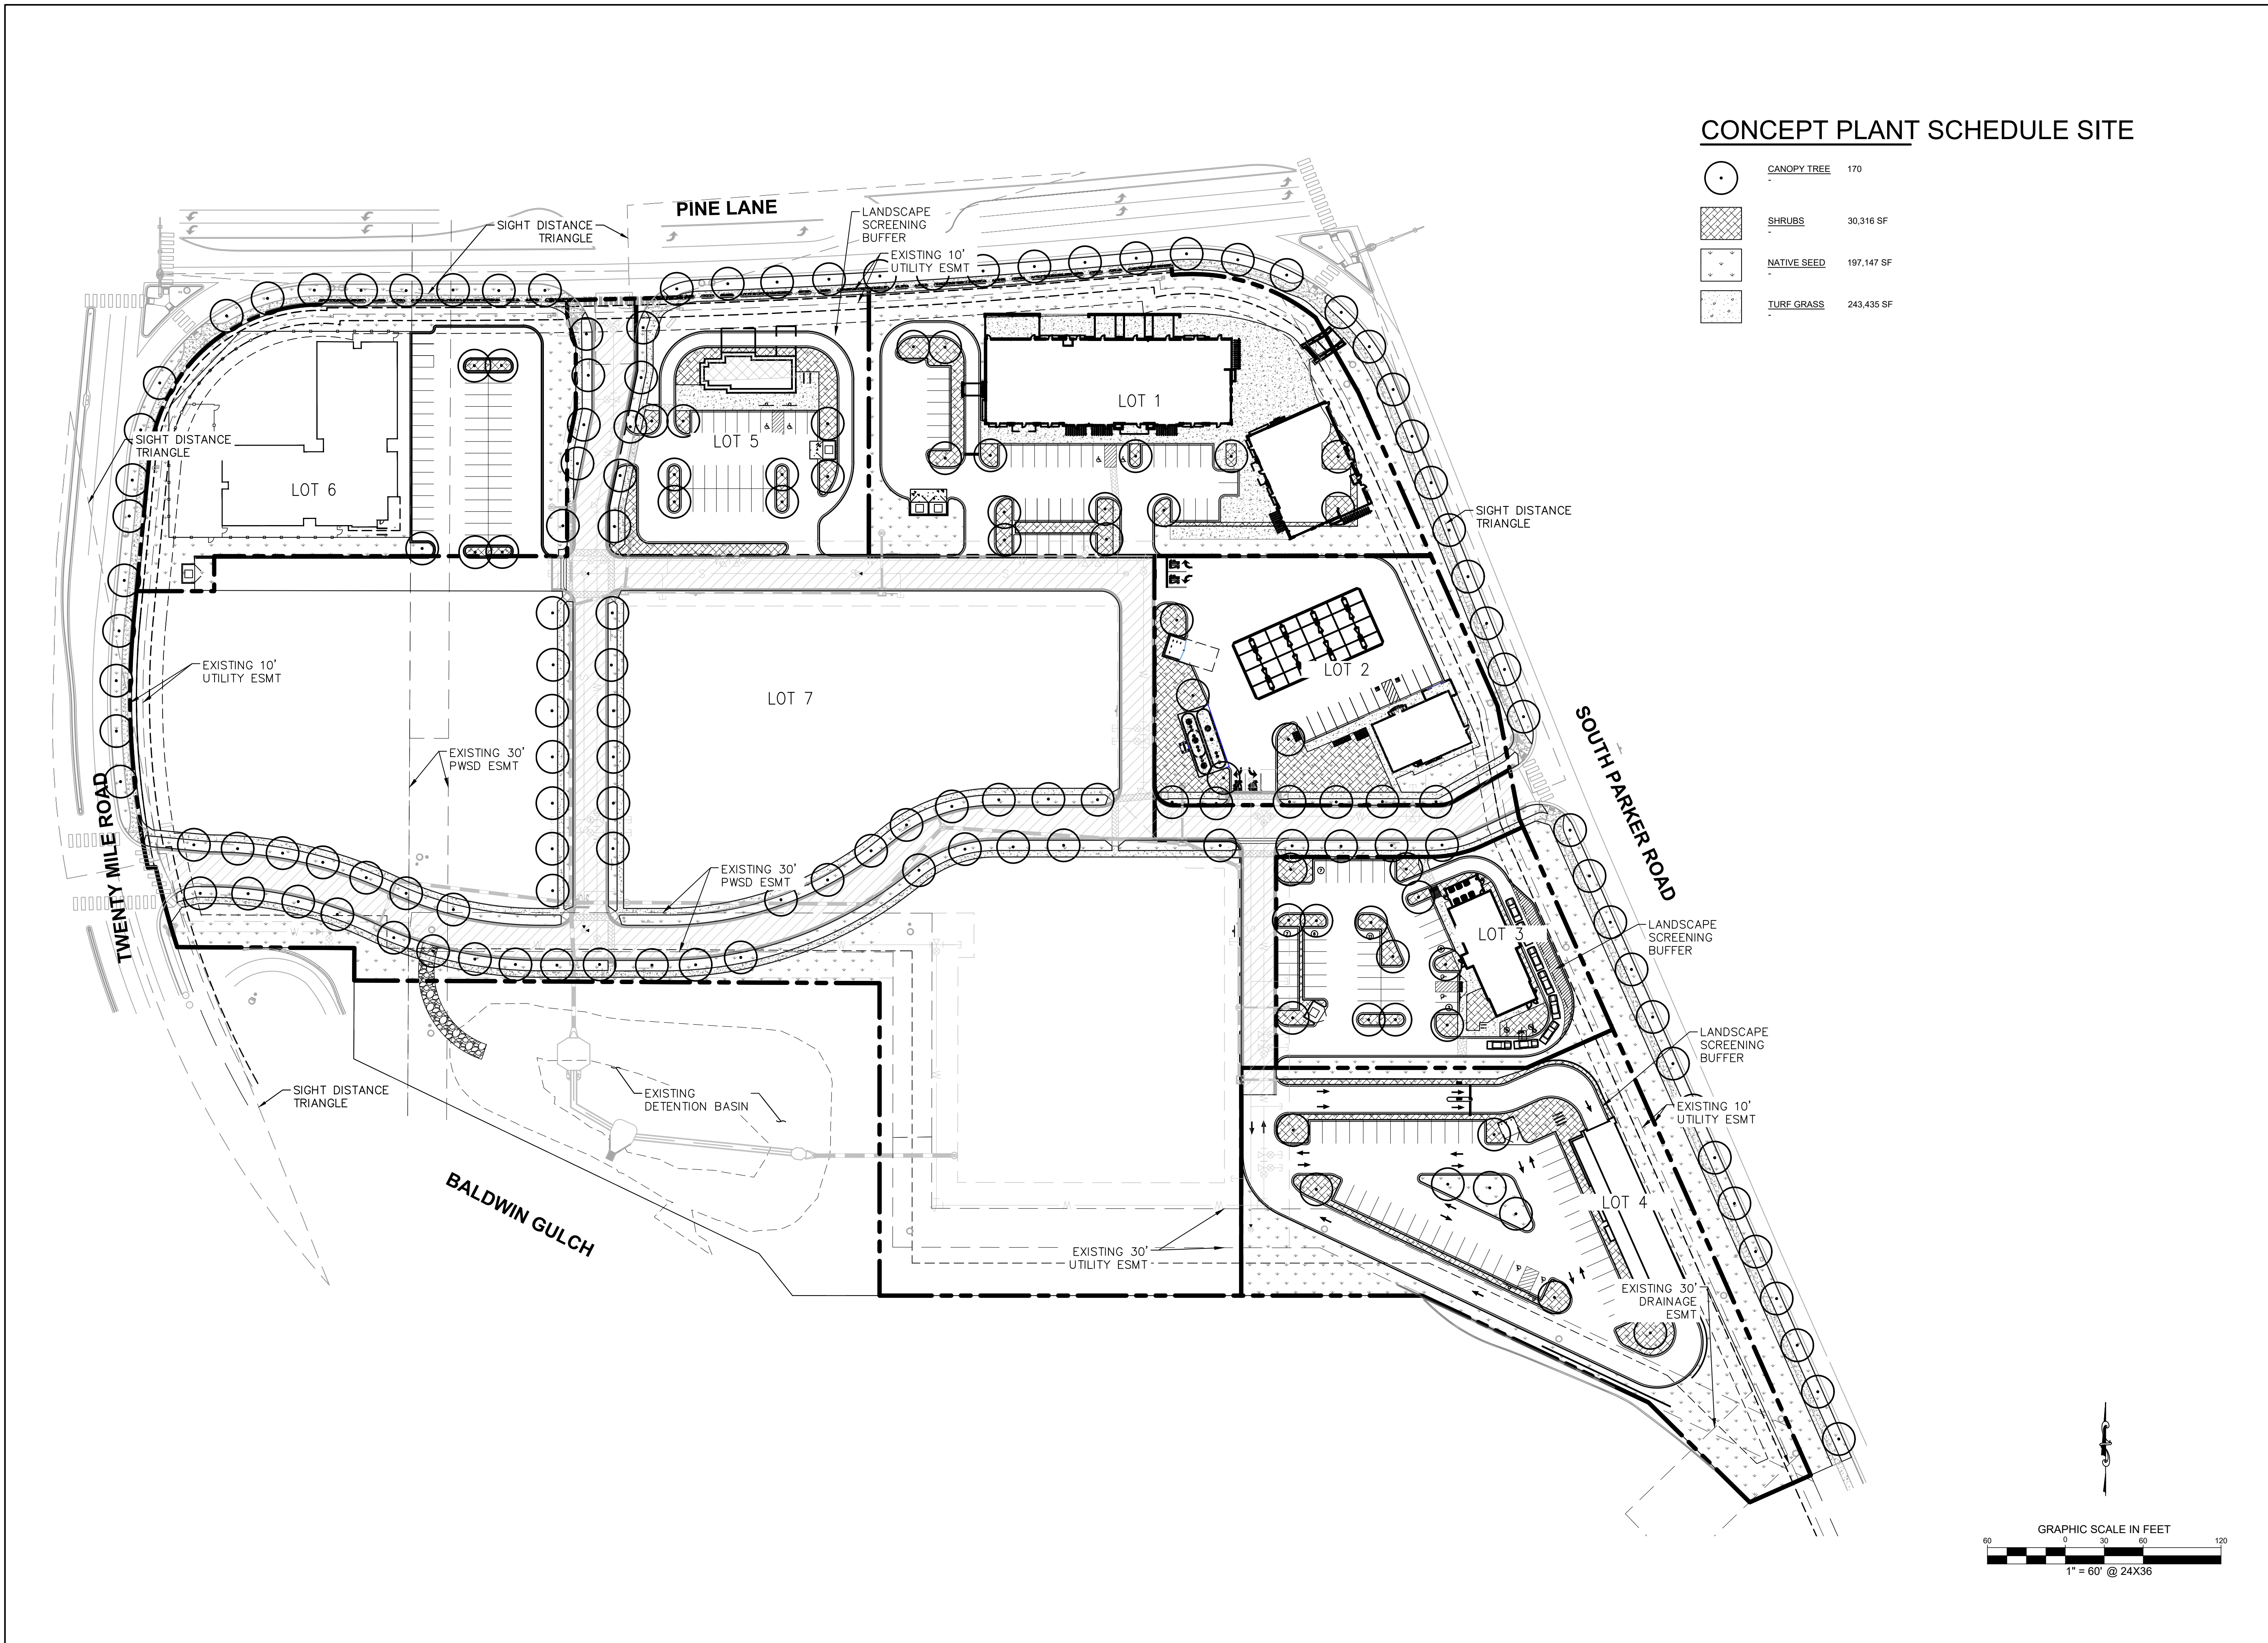 CONCEPT PLANT SCHEDULE SITE
CANOPY TREE 170
-
SHRUBS 30,316 SF
-
NATIVE SEED 197,147 SF
-
TURF GRASS 243,435 SF
-
PINE LANE
SIGHT DISTANCE
TRIANGLE
LANDSCAPE
SCREENING
BUFFER
EXISTING 10'
UTILITY ESMT
LOT 1
LOT 5
SIGHT DISTANCE
TRIANGLE
LOT 6
SIGHT DISTANCE
TRIANGLE
EXISTING 10'
UTILITY ESMT
LOT 7
LOT 2
SOUTH PARKER ROAD
EXISTING 30'
PWSD ESMT
TWENTY MILE ROAD
EXISTING 30'
PWSD ESMT
LOT 3
LANDSCAPE
SCREENING
BUFFER
LANDSCAPE
SCREENING
BUFFER
SIGHT DISTANCE
TRIANGLE
EXISTING
DETENTION BASIN
EXISTING 10'
UTILITY ESMT
BALDWIN GULCH
LOT 4
EXISTING 30'
UTILITY ESMT
EXISTING 30'
DRAINAGE
ESMT
GRAPHIC SCALE IN FEET
60 0 30 60 120
1" = 60' @ 24X36